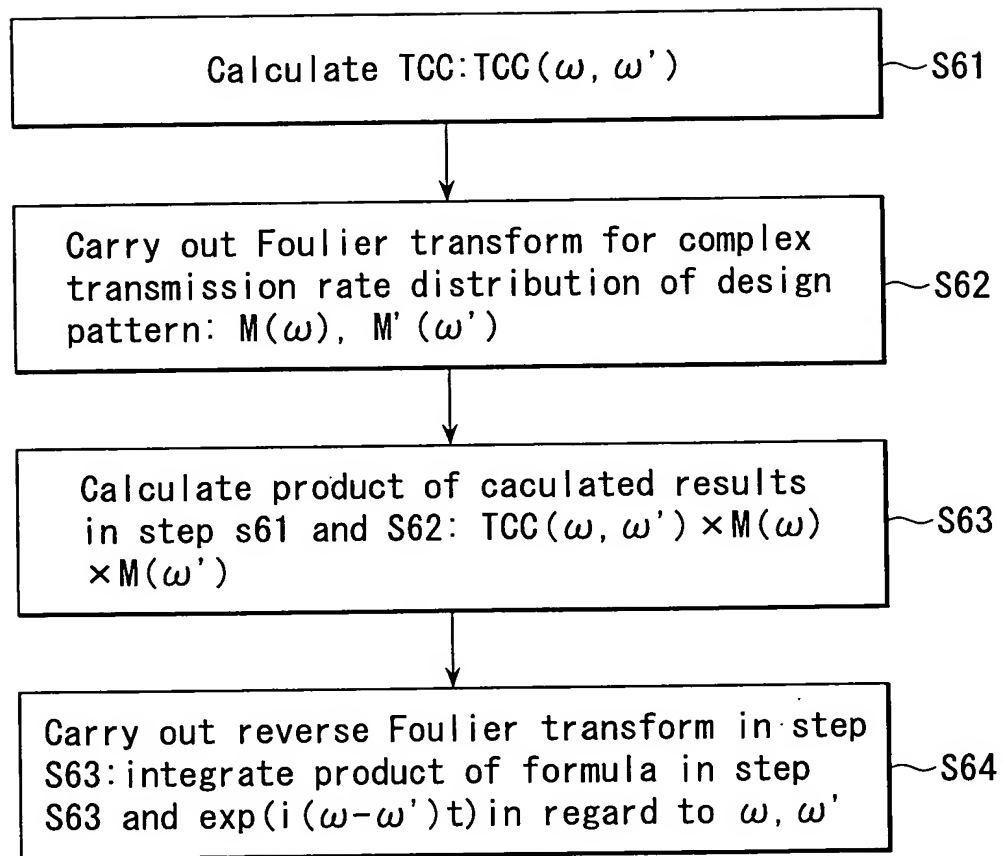 Calculate TCC:TCC(ω, ω')
S61
Carry out Foulier transform for complex
transmission rate distribution of design
pattern: M(ω), M'(ω')
S62
Calculate product of caculated results
in step s61 and S62: TCC(ω, ω')×M(ω)
×M(ω')
S63
Carry out reverse Foulier transform in step
S63:integrate product of formula in step
S63 and exp(i(ω-ω')t)in regard to ω, ω'
S64